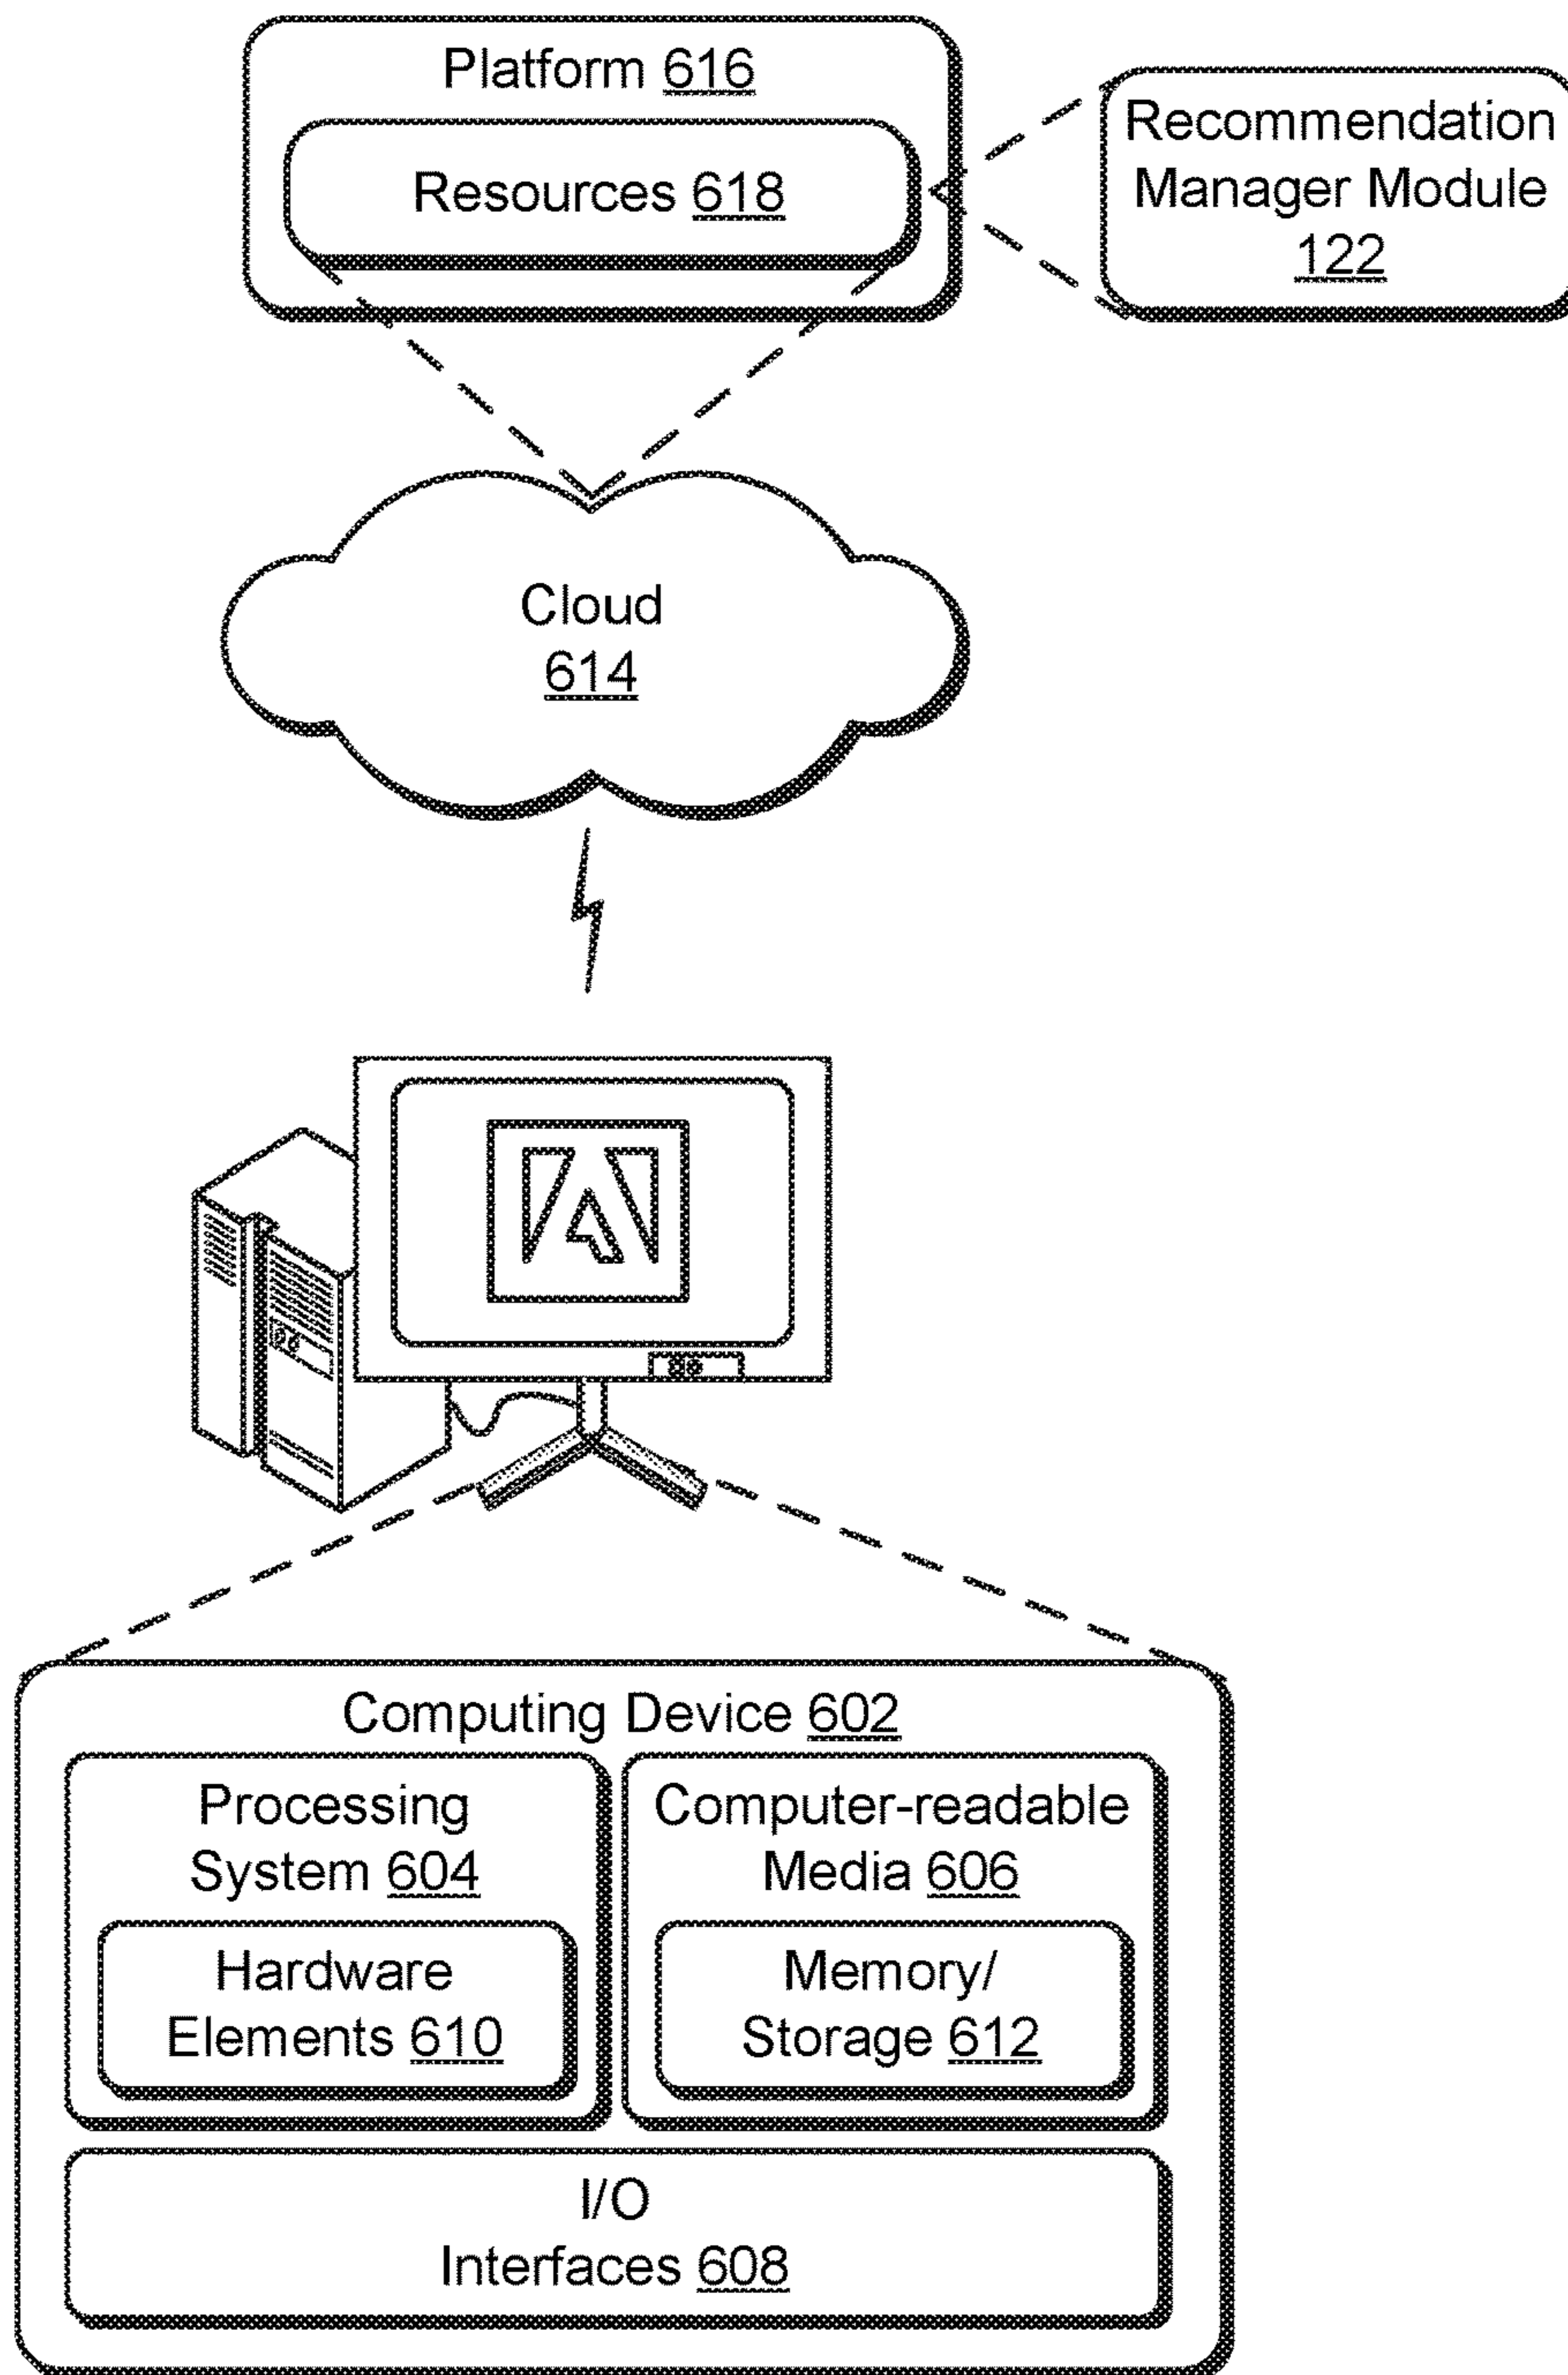 Platform 616
Resources 618
Recommendation
Manager Module
122
Cloud
614
Computing Device 602
Processing
System 604
Computer-readable
Media 606
Hardware
Elements 610
Memory/
Storage 612
I/O
Interfaces 608